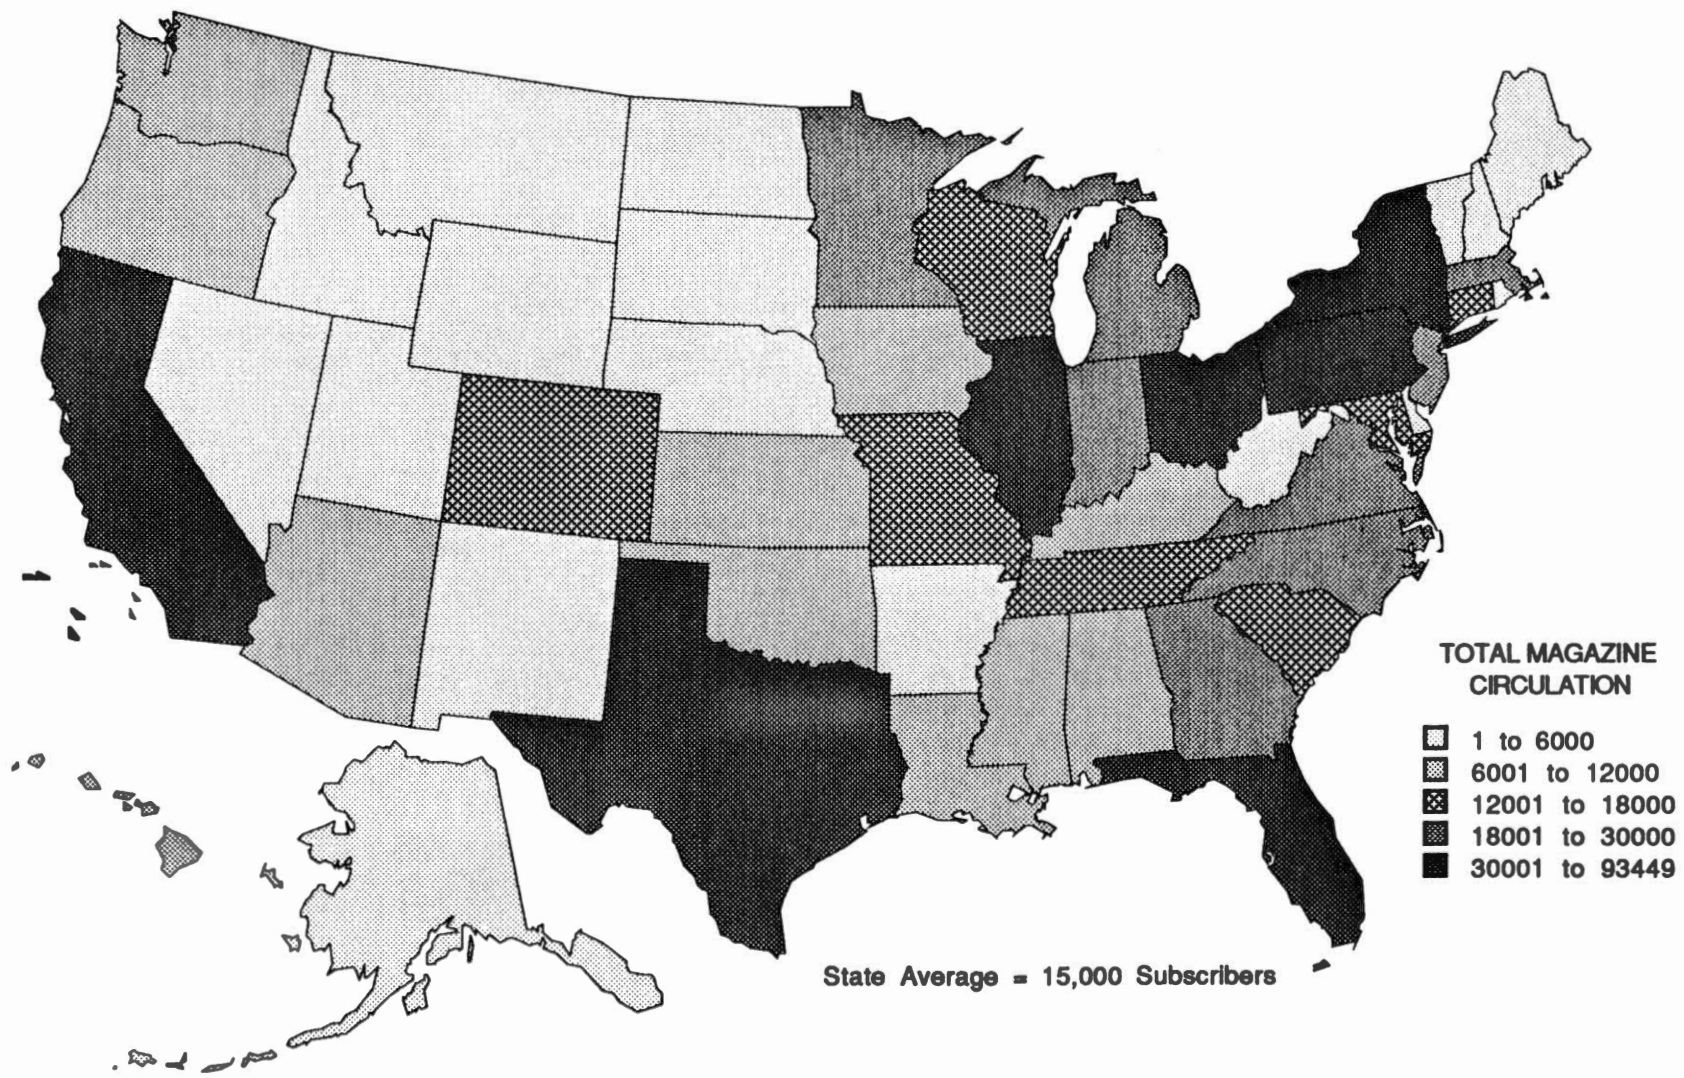 TOTAL MAGAZINE
CIRCULATION
1 to 6000
6001 to 12000
12001 to 18000
18001 to 30000
30001 to 93449
State Average = 15,000 Subscribers